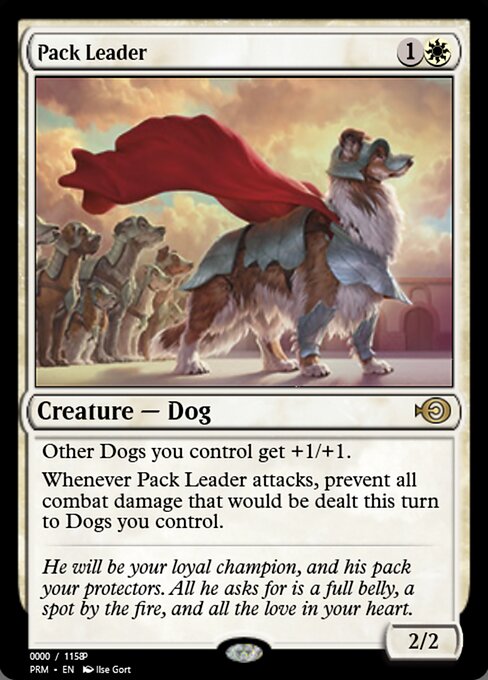 Pack Leader 1
Creature — Dog
Other Dogs you control get +1/+1.
Whenever Pack Leader attacks, prevent all
combat damage that would be dealt this turn
to Dogs you control.
He will be your loyal champion, and his pack
your protectors. All he asks for is a full belly, a
spot by the fire, and all the love in your heart.
2/2
0000 / 1158P
PRM • EN Ilse Gort